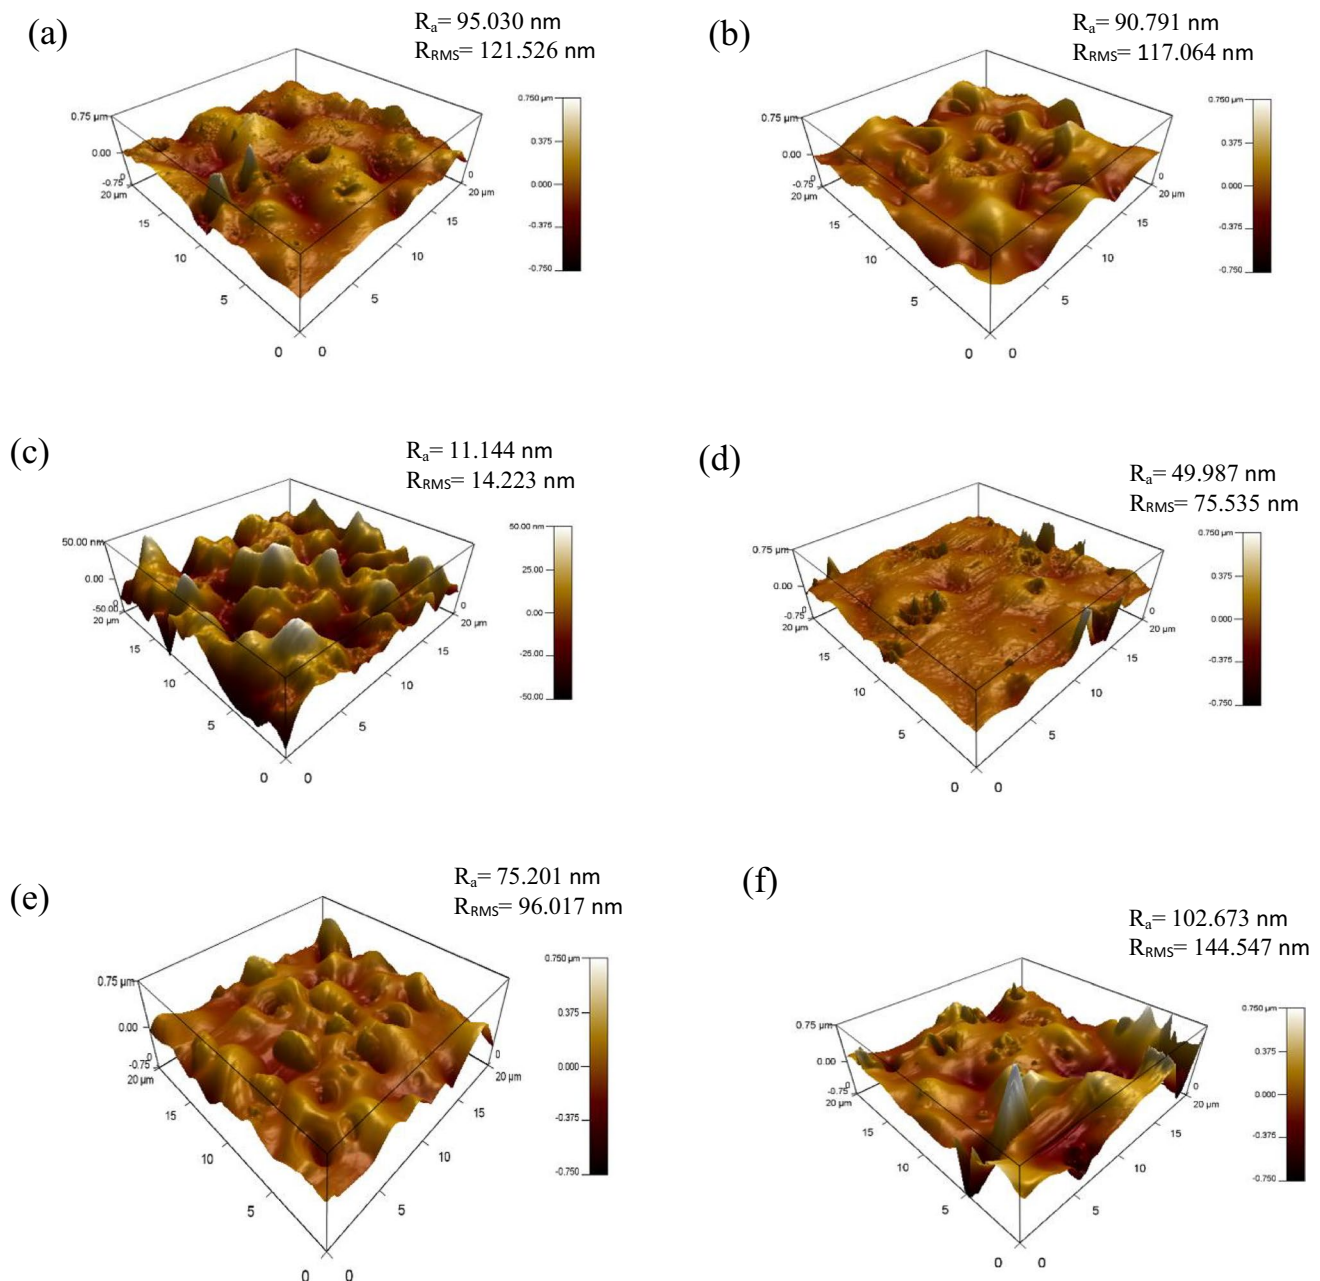 (a)
Ra= 95.030 nm
RRMS= 121.526 nm
0.75 µm
0.00
-0.75
0
20 µm
15
10
5
0
0
5
10
15
0
20 µm
0.750 µm
0.375
0.000
-0.375
-0.750
(b)
Ra= 90.791 nm
RRMS= 117.064 nm
0.75 µm
0.00
-0.75
0
20 µm
15
10
5
0
0
5
10
15
0
20 µm
0.750 µm
0.375
0.000
-0.375
-0.750
(c)
Ra= 11.144 nm
RRMS= 14.223 nm
50.00 nm
0.00
-50.00
0
20 µm
15
10
5
0
0
5
10
15
0
20 µm
50.00 nm
25.00
0.00
-25.00
-50.00
(d)
Ra= 49.987 nm
RRMS= 75.535 nm
0.75 µm
0.00
-0.75
0
20 µm
15
10
5
0
0
5
10
15
0
20 µm
0.750 µm
0.375
0.000
-0.375
-0.750
(e)
Ra= 75.201 nm
RRMS= 96.017 nm
0.75 µm
0.00
-0.75
0
20 µm
15
10
5
0
0
5
10
15
0
20 µm
0.750 µm
0.375
0.000
-0.375
-0.750
(f)
Ra= 102.673 nm
RRMS= 144.547 nm
0.75 µm
0.00
-0.75
0
20 µm
15
10
5
0
0
5
10
15
0
20 µm
0.750 µm
0.375
0.000
-0.375
-0.750